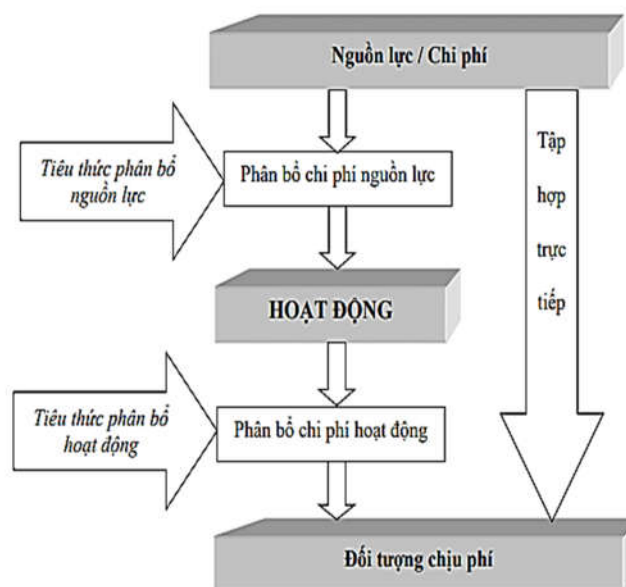 Nguồn lực / Chi phí
Tập
hợp
trực
tiếp
Tiêu thức phân bổ
nguồn lực
Phân bổ chi phí nguồn lực
HOẠT ĐỘNG
Tiêu thức phân bổ
hoạt động
Phân bổ chi phí hoạt động
Đối tượng chịu phí